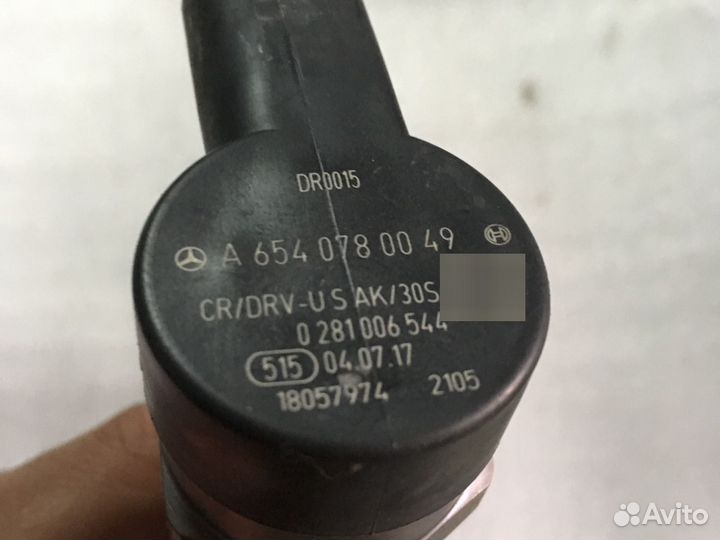 DR0015
A 654 078 00 49
CR/DRV-U S AK/30S
0 281 006 544
515 04.07.17
18057974 2105
Avito